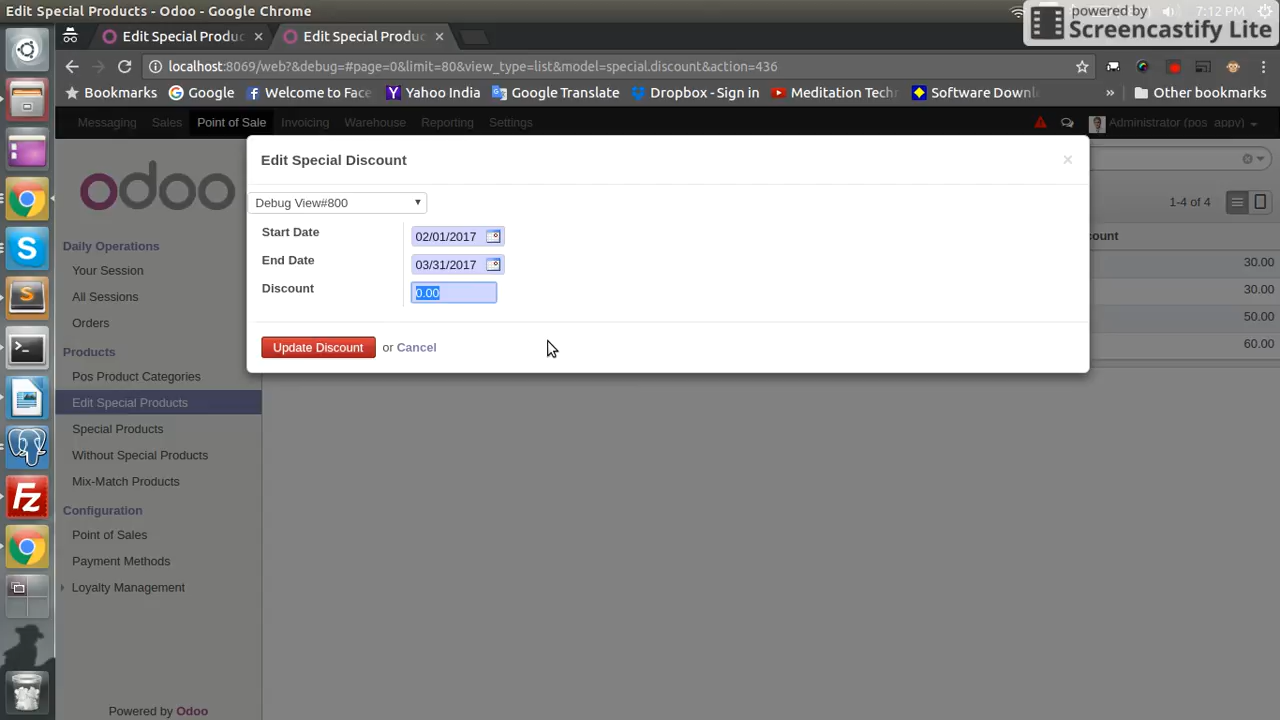 Edit Special Products - Odoo - Google Chrome
7:12 PM
powered by
Screencastify Lite
Edit Special Produc × Edit Special Produc ×
localhost:8069/web?&debug=#page=0&limit=80&view_type=list&model=special.discount&action=436
Bookmarks Google Welcome to Face Yahoo India Google Translate Dropbox - Sign in Meditation Techr Software Downl » Other bookmarks
Messaging Sales Point of Sale Invoicing Warehouse Reporting Settings Administrator (pos_appy)
odoo
Edit Special Discount ×
Debug View#800
1-4 of 4
Start Date 02/01/2017
End Date 03/31/2017
Discount 0.00
Update Discount or Cancel
count
30.00
30.00
50.00
60.00
Daily Operations
Your Session
All Sessions
Orders
Products
Pos Product Categories
Edit Special Products
Special Products
Without Special Products
Mix-Match Products
Configuration
Point of Sales
Payment Methods
Loyalty Management
Powered by Odoo